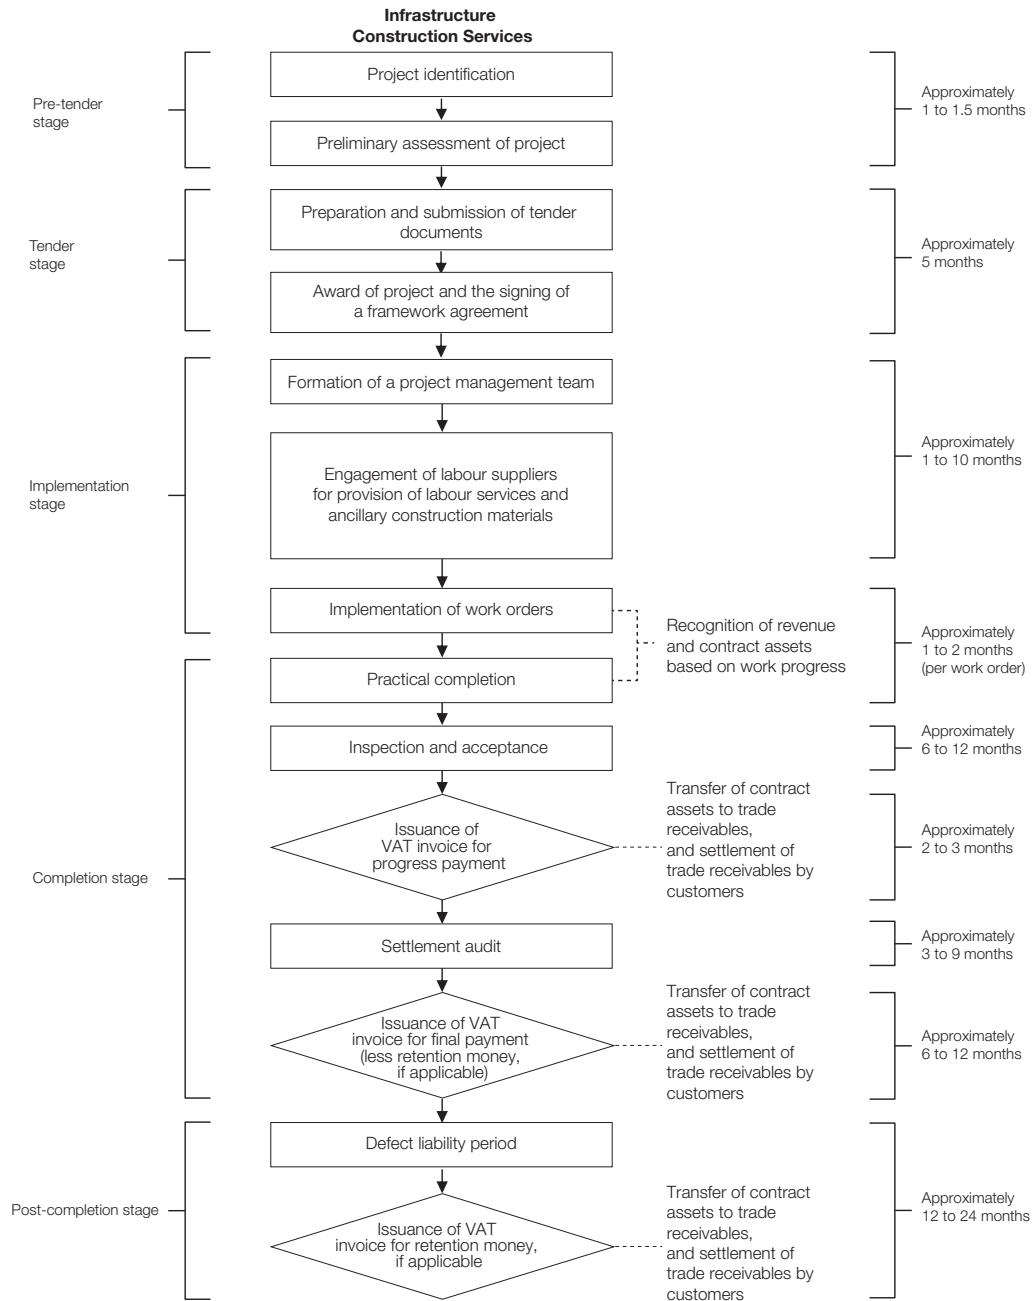 Infrastructure
Construction Services
Project identification
Pre-tender
stage
Approximately
1 to 1.5 months
Preliminary assessment of project
Preparation and submission of tender
documents
Tender
stage
Approximately
5 months
Award of project and the signing of
a framework agreement
Formation of a project management team
Implementation
stage
Engagement of labour suppliers
for provision of labour services and
ancillary construction materials
Approximately
1 to 10 months
Implementation of work orders
Recognition of revenue
and contract assets
based on work progress
Approximately
1 to 2 months
(per work order)
Practical completion
Inspection and acceptance
Approximately
6 to 12 months
Completion stage
Issuance of
VAT invoice for
progress payment
Transfer of contract
assets to trade
receivables,
and settlement of
trade receivables by
customers
Approximately
2 to 3 months
Settlement audit
Approximately
3 to 9 months
Issuance of VAT
invoice for final payment
(less retention money,
if applicable)
Transfer of contract
assets to trade
receivables,
and settlement of
trade receivables by
customers
Approximately
6 to 12 months
Defect liability period
Post-completion stage
Issuance of VAT
invoice for retention money,
if applicable
Transfer of contract
assets to trade
receivables,
and settlement of
trade receivables by
customers
Approximately
12 to 24 months